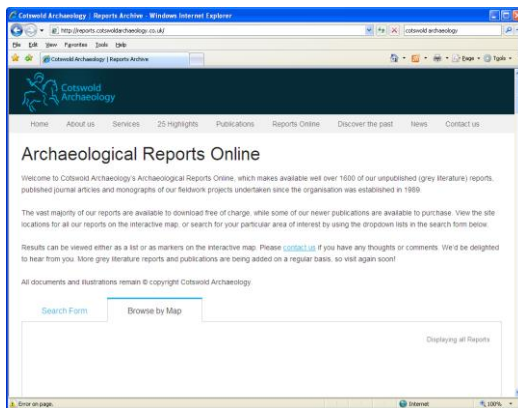 Cotswold Archaeology | Reports Archive - Windows Internet Explorer
http://reports.cotswoldarchaeology.co.uk/
cotswold archaeology
File Edit View Favorites Tools Help
Cotswold Archaeology | Reports Archive
Page Tools
Cotswold
Archaeology
Home About us Services 25 Highlights Publications Reports Online Discover the past News Contact us
Archaeological Reports Online
Welcome to Cotswold Archaeology's Archaeological Reports Online, which makes available well over 1600 of our unpublished (grey literature) reports,
published journal articles and monographs of our fieldwork projects undertaken since the organisation was established in 1989.
The vast majority of our reports are available to download free of charge, while some of our newer publications are available to purchase. View the site
locations for all our reports on the interactive map, or search for your particular area of interest by using the dropdown lists in the search form below.
Results can be viewed either as a list or as markers on the interactive map. Please contact us if you have any thoughts or comments. We'd be delighted
to hear from you. More grey literature reports and publications are being added on a regular basis, so visit again soon!
All documents and illustrations remain © copyright Cotswold Archaeology
Search Form Browse by Map
Displaying all Reports
Error on page. Internet 100%